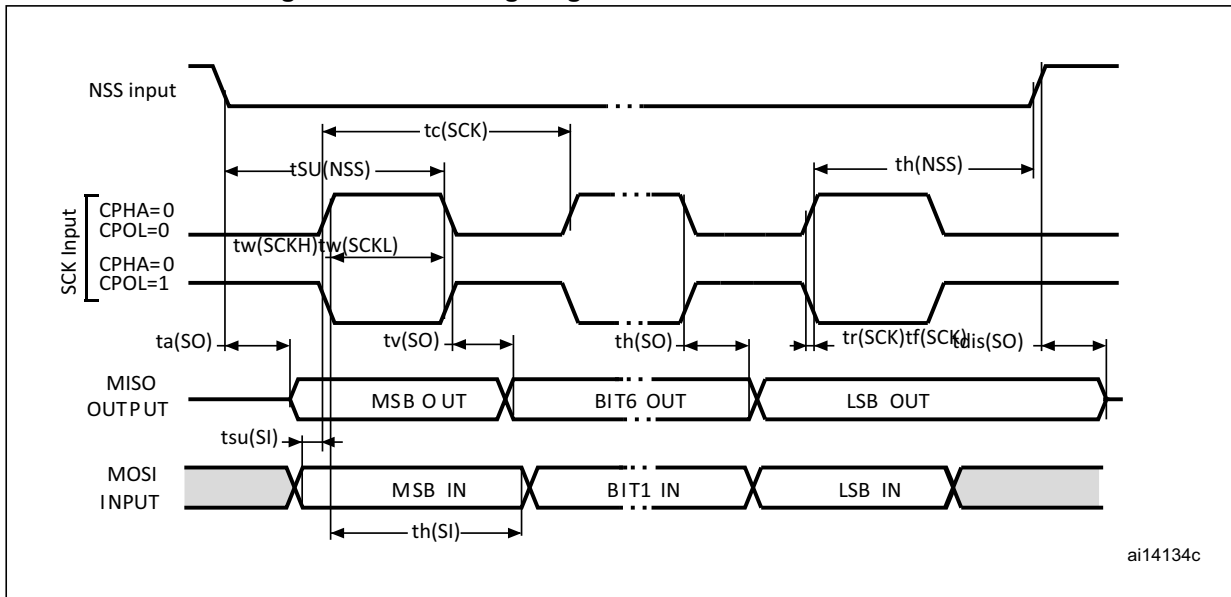 NSS input
tc(SCK)
tSU(NSS)
th(NSS)
SCK Input
CPHA=0
CPOL=0
tw(SCKH)tw(SCKL)
CPHA=0
CPOL=1
ta(SO)
tv(SO)
th(SO)
tr(SCK)tf(SCK)
tdis(SO)
MISO
OUTPUT
MSB OUT
BIT6 OUT
LSB OUT
tsu(SI)
MOSI
INPUT
MSB IN
BIT1 IN
LSB IN
th(SI)
ai14134c